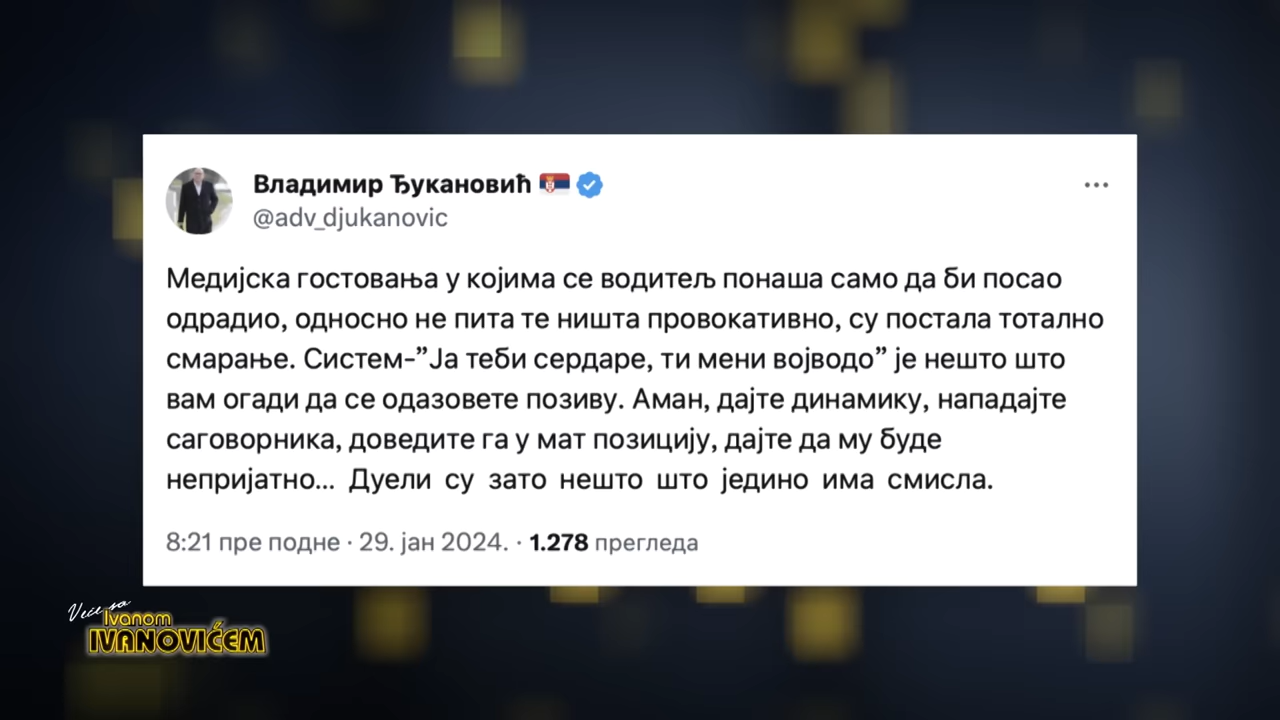 Владимир Ђукановић
@adv_djukanovic
Медијска гостовања у којима се водитељ понаша само да би посао
одрадио, односно не пита те ништа провокативно, су постала тотално
смарање. Систем-”Ја теби сердаре, ти мени војводо” је нешто што
вам огади да се одазовете позиву. Аман, дајте динамику, нападајте
саговорника, доведите га у мат позицију, дајте да му буде
непријатно... Дуели су зато нешто што једино има смисла.
8:21 пре подне · 29. јан 2024. · 1.278 прегледа
Veče sa
Ivanom
IVANOVIĆEM